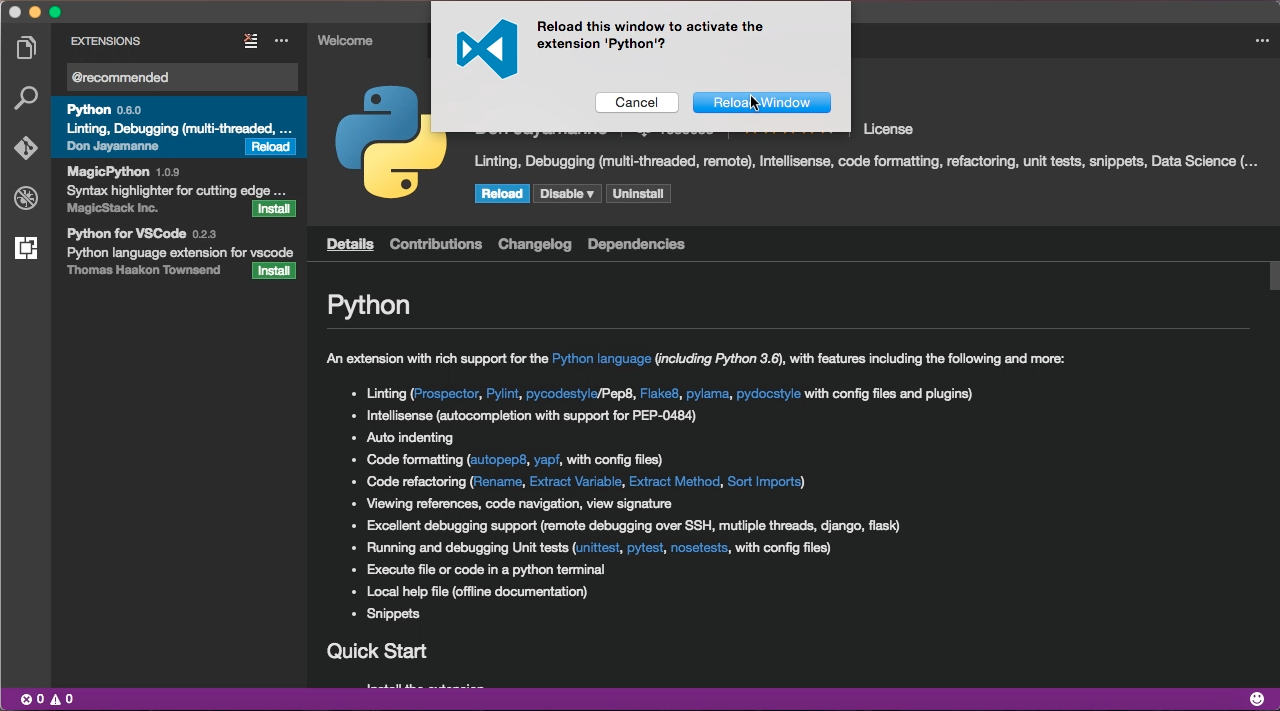 Reload this window to activate the
extension 'Python'?
Cancel
Window
EXTENSIONS
@recommended
Python 0.6.0
Linting, Debugging (multi-threaded, ...
Don Jayamanne
Reload
MagicPython 1.0.9
Syntax highlighter for cutting edge ...
MagicStack Inc.
Install
Python for VSCode 0.2.3
Python language extension for vscode
Thomas Haakon Townsend
Install
Welcome
Don Jayamanne
License
Linting, Debugging (multi-threaded, remote), Intellisense, code formatting, refactoring, unit tests, snippets, Data Science (...
Reload Disable ▾ Uninstall
Details Contributions Changelog Dependencies
Python
An extension with rich support for the Python language (including Python 3.6), with features including the following and more:
• Linting (Prospector, Pylint, pycodestyle/Pep8, Flake8, pylama, pydocstyle with config files and plugins)
• Intellisense (autocompletion with support for PEP-0484)
• Auto indenting
• Code formatting (autopep8, yapf, with config files)
• Code refactoring (Rename, Extract Variable, Extract Method, Sort Imports)
• Viewing references, code navigation, view signature
• Excellent debugging support (remote debugging over SSH, mutliple threads, django, flask)
• Running and debugging Unit tests (unittest, pytest, nosetests, with config files)
• Execute file or code in a python terminal
• Local help file (offline documentation)
• Snippets
Quick Start
Install the extension
0 0